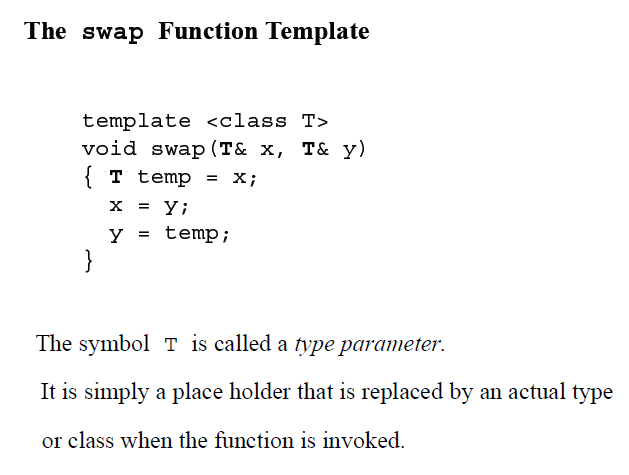 The swap Function Template
template <class T>
void swap(T& x, T& y)
{ T temp = x;
x = y;
y = temp;
}
The symbol T is called a type parameter.
It is simply a place holder that is replaced by an actual type
or class when the function is invoked.